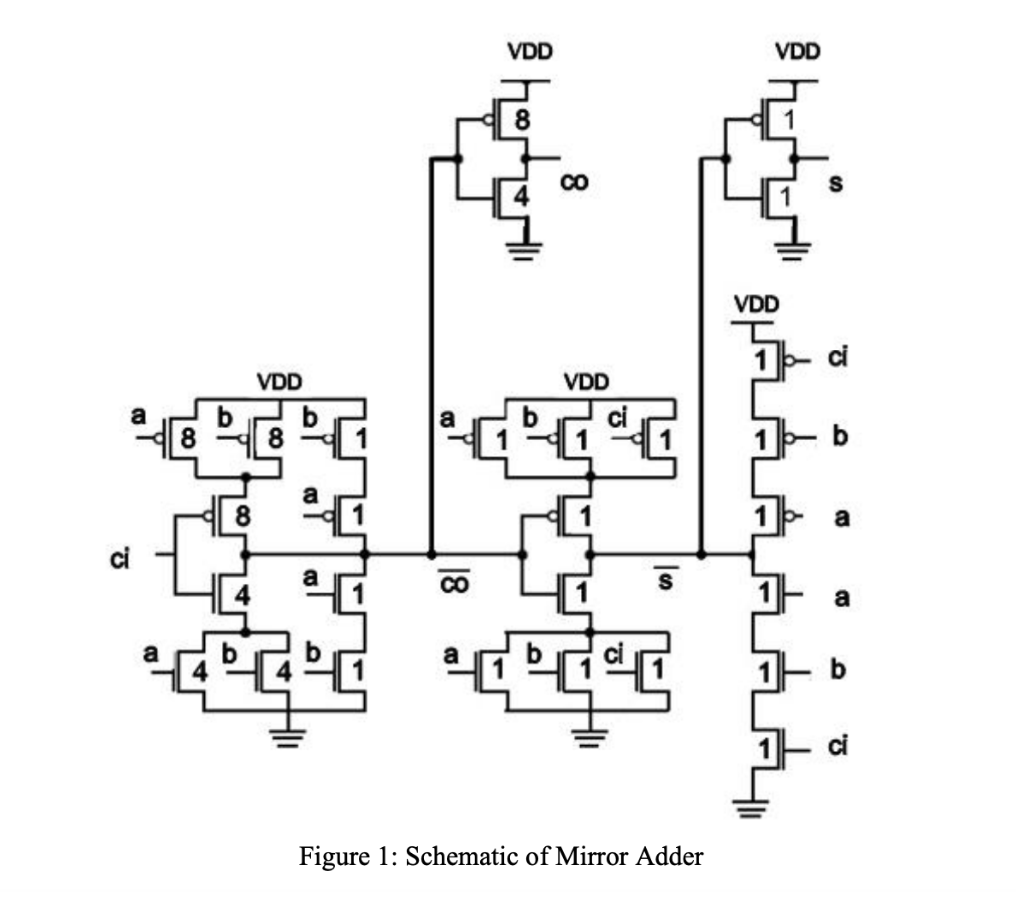 VDD VDD
8 1
co s
4 1
VDD
1 ci
VDD VDD
a 8 b 8 b 1 a 1 b 1 ci 1 1 b
8 a 1 1 1 a
ci
co s
4 a 1 1 1 a
a 4 b 4 b 1 a 1 b 1 ci 1 1 b
1 ci
Figure 1: Schematic of Mirror Adder